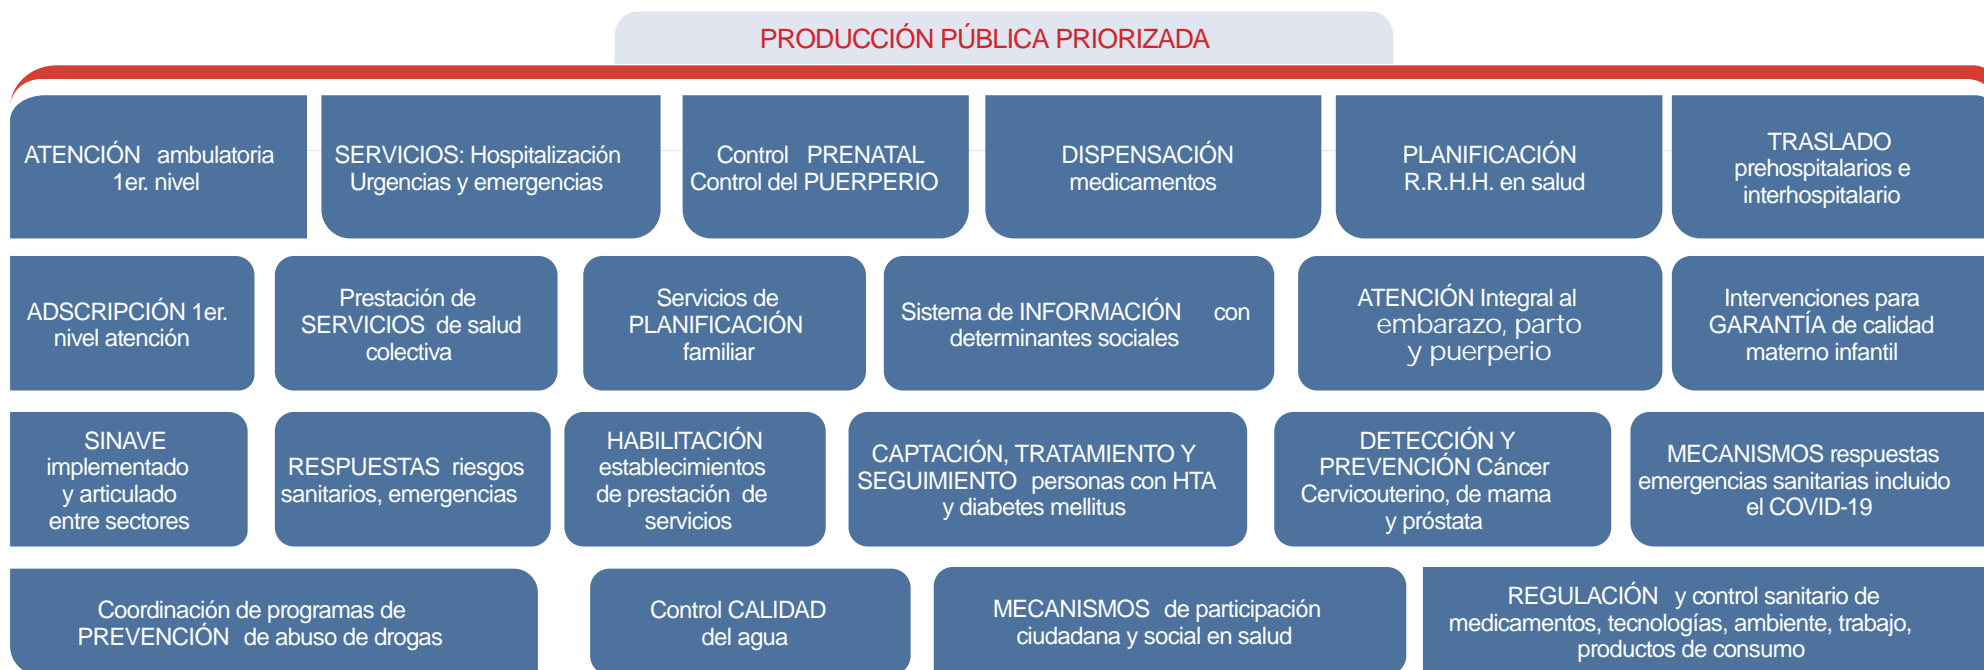 PRODUCCIÓN PÚBLICA PRIORIZADA
ATENCIÓN ambulatoria
1er. nivel
SERVICIOS: Hospitalización
Urgencias y emergencias
Control PRENATAL
Control del PUERPERIO
DISPENSACIÓN
medicamentos
PLANIFICACIÓN
R.R.H.H. en salud
TRASLADO
prehospitalarios e
interhospitalario
ADSCRIPCIÓN 1er.
nivel atención
Prestación de
SERVICIOS de salud
colectiva
Servicios de
PLANIFICACIÓN
familiar
Sistema de INFORMACIÓN con
determinantes sociales
ATENCIÓN Integral al
embarazo, parto
y puerperio
Intervenciones para
GARANTÍA de calidad
materno infantil
SINAVE
implementado
y articulado
entre sectores
RESPUESTAS riesgos
sanitarios, emergencias
HABILITACIÓN
establecimientos
de prestación de
servicios
CAPTACIÓN, TRATAMIENTO Y
SEGUIMIENTO personas con HTA
y diabetes mellitus
DETECCIÓN Y
PREVENCIÓN Cáncer
Cervicouterino, de mama
y próstata
MECANISMOS respuestas
emergencias sanitarias incluido
el COVID-19
Coordinación de programas de
PREVENCIÓN de abuso de drogas
Control CALIDAD
del agua
MECANISMOS de participación
ciudadana y social en salud
REGULACIÓN y control sanitario de
medicamentos, tecnologías, ambiente, trabajo,
productos de consumo